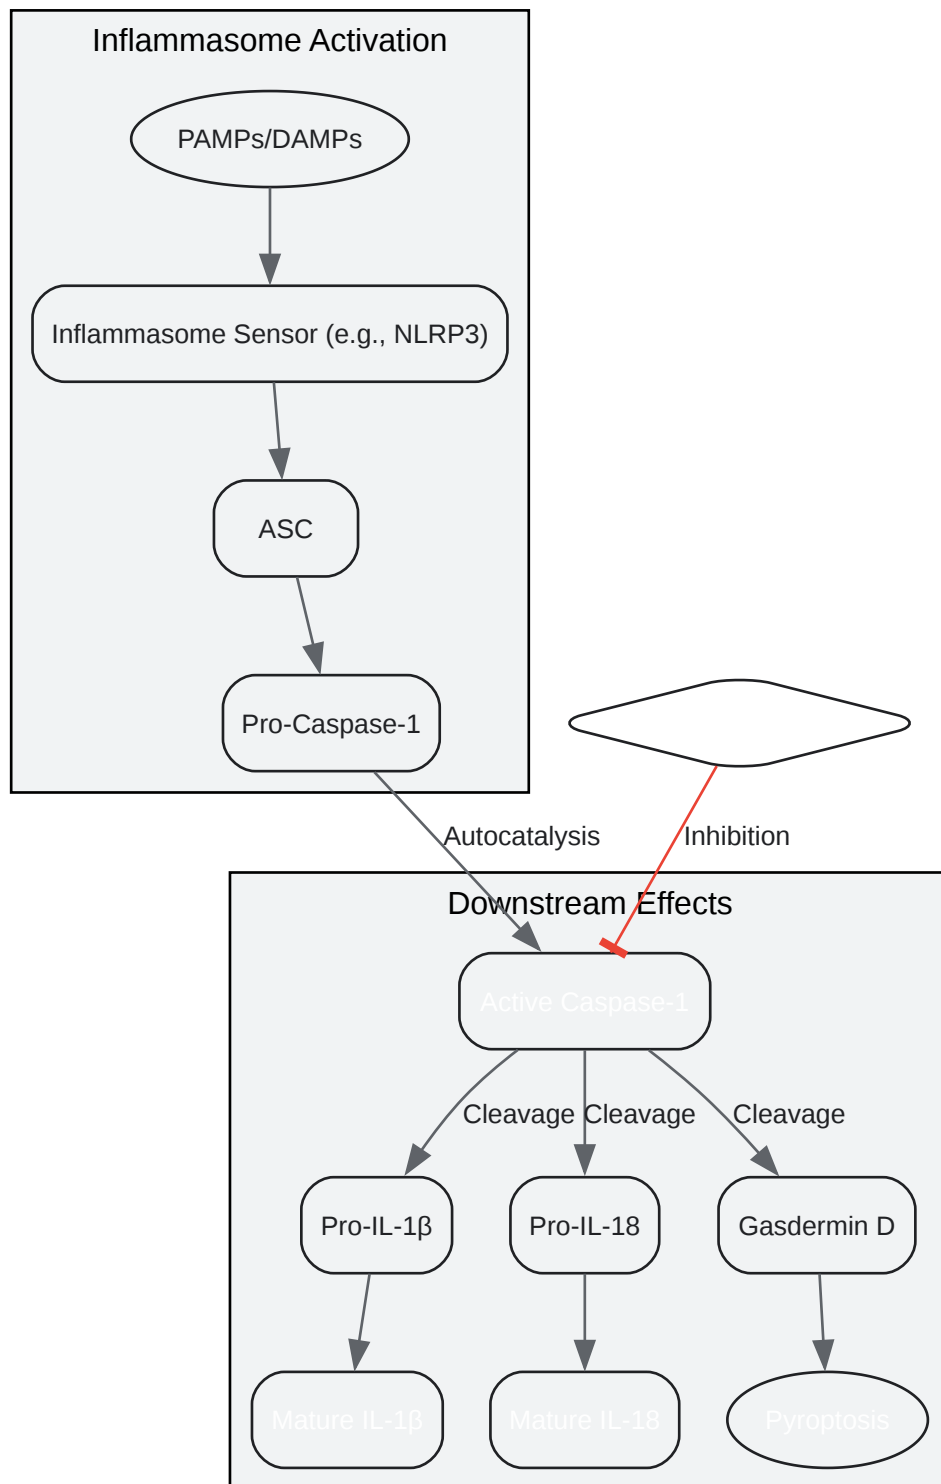 Inflammasome Activation
PAMPs/DAMPs
Inflammasome Sensor (e.g., NLRP3)
ASC
Pro-Caspase-1
Autocatalysis
Inhibition
Downstream Effects
Active Caspase-1
Cleavage
Cleavage
Cleavage
Pro-IL-1β
Pro-IL-18
Gasdermin D
Mature IL-1β
Mature IL-18
Pyroptosis